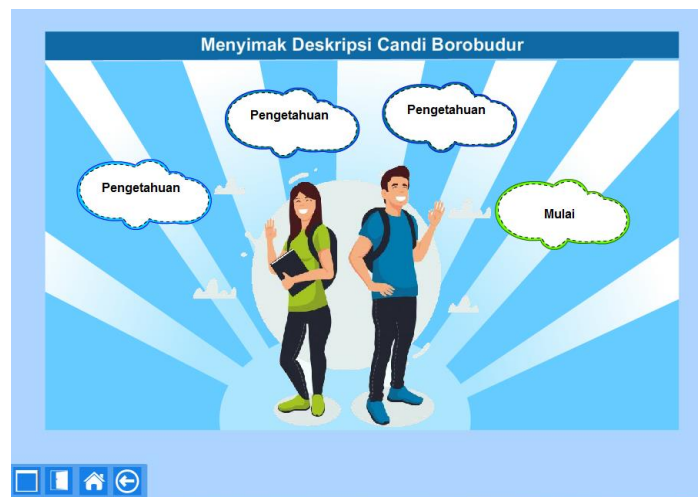 Menyimak Deskripsi Candi Borobudur
Pengetahuan
Pengetahuan
Pengetahuan
Mulai